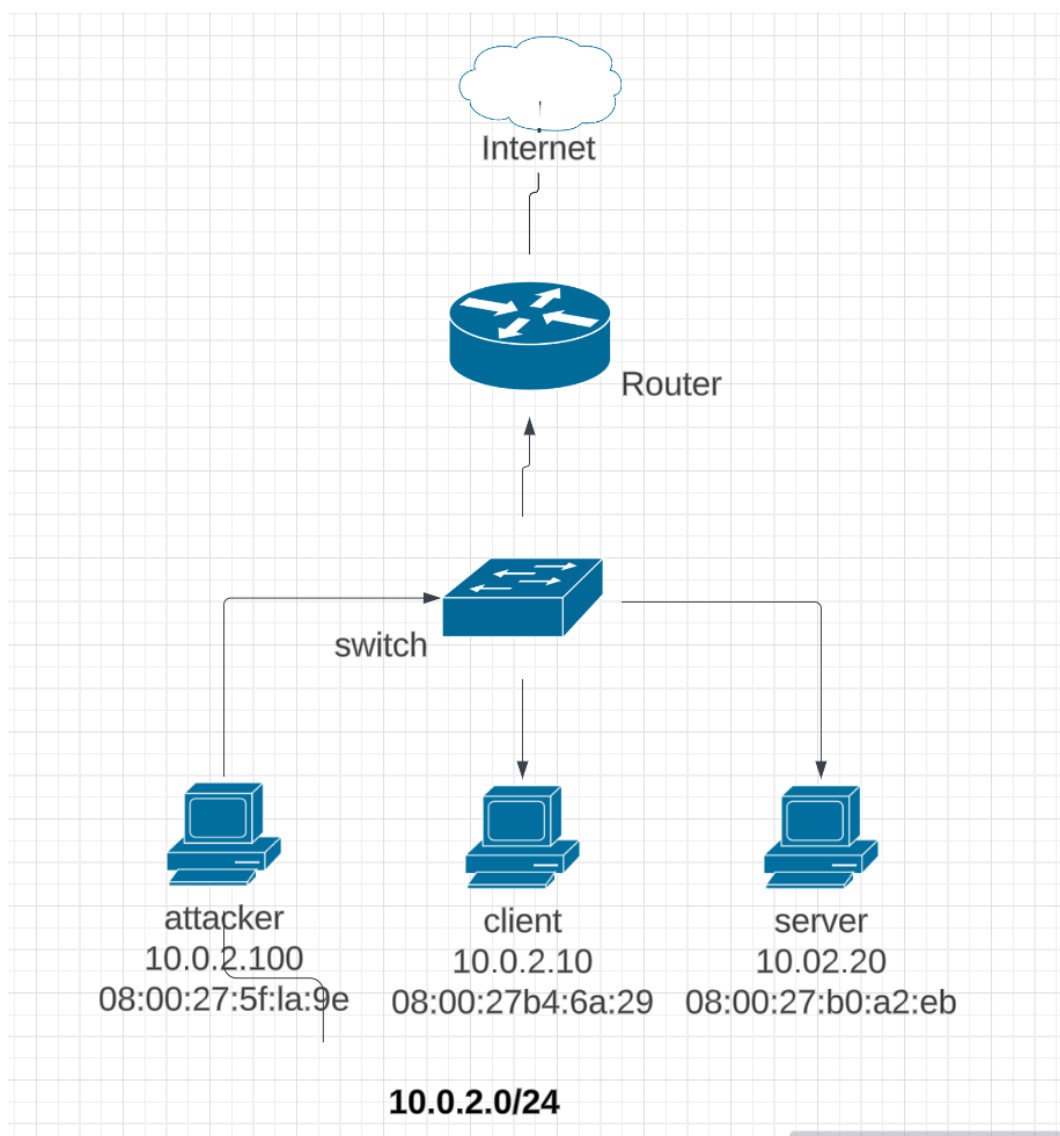 Internet
Router
switch
attacker
10.0.2.100
08:00:27:5f:la:9e
client
10.0.2.10
08:00:27b4:6a:29
server
10.02.20
08:00:27:b0:a2:eb
10.0.2.0/24